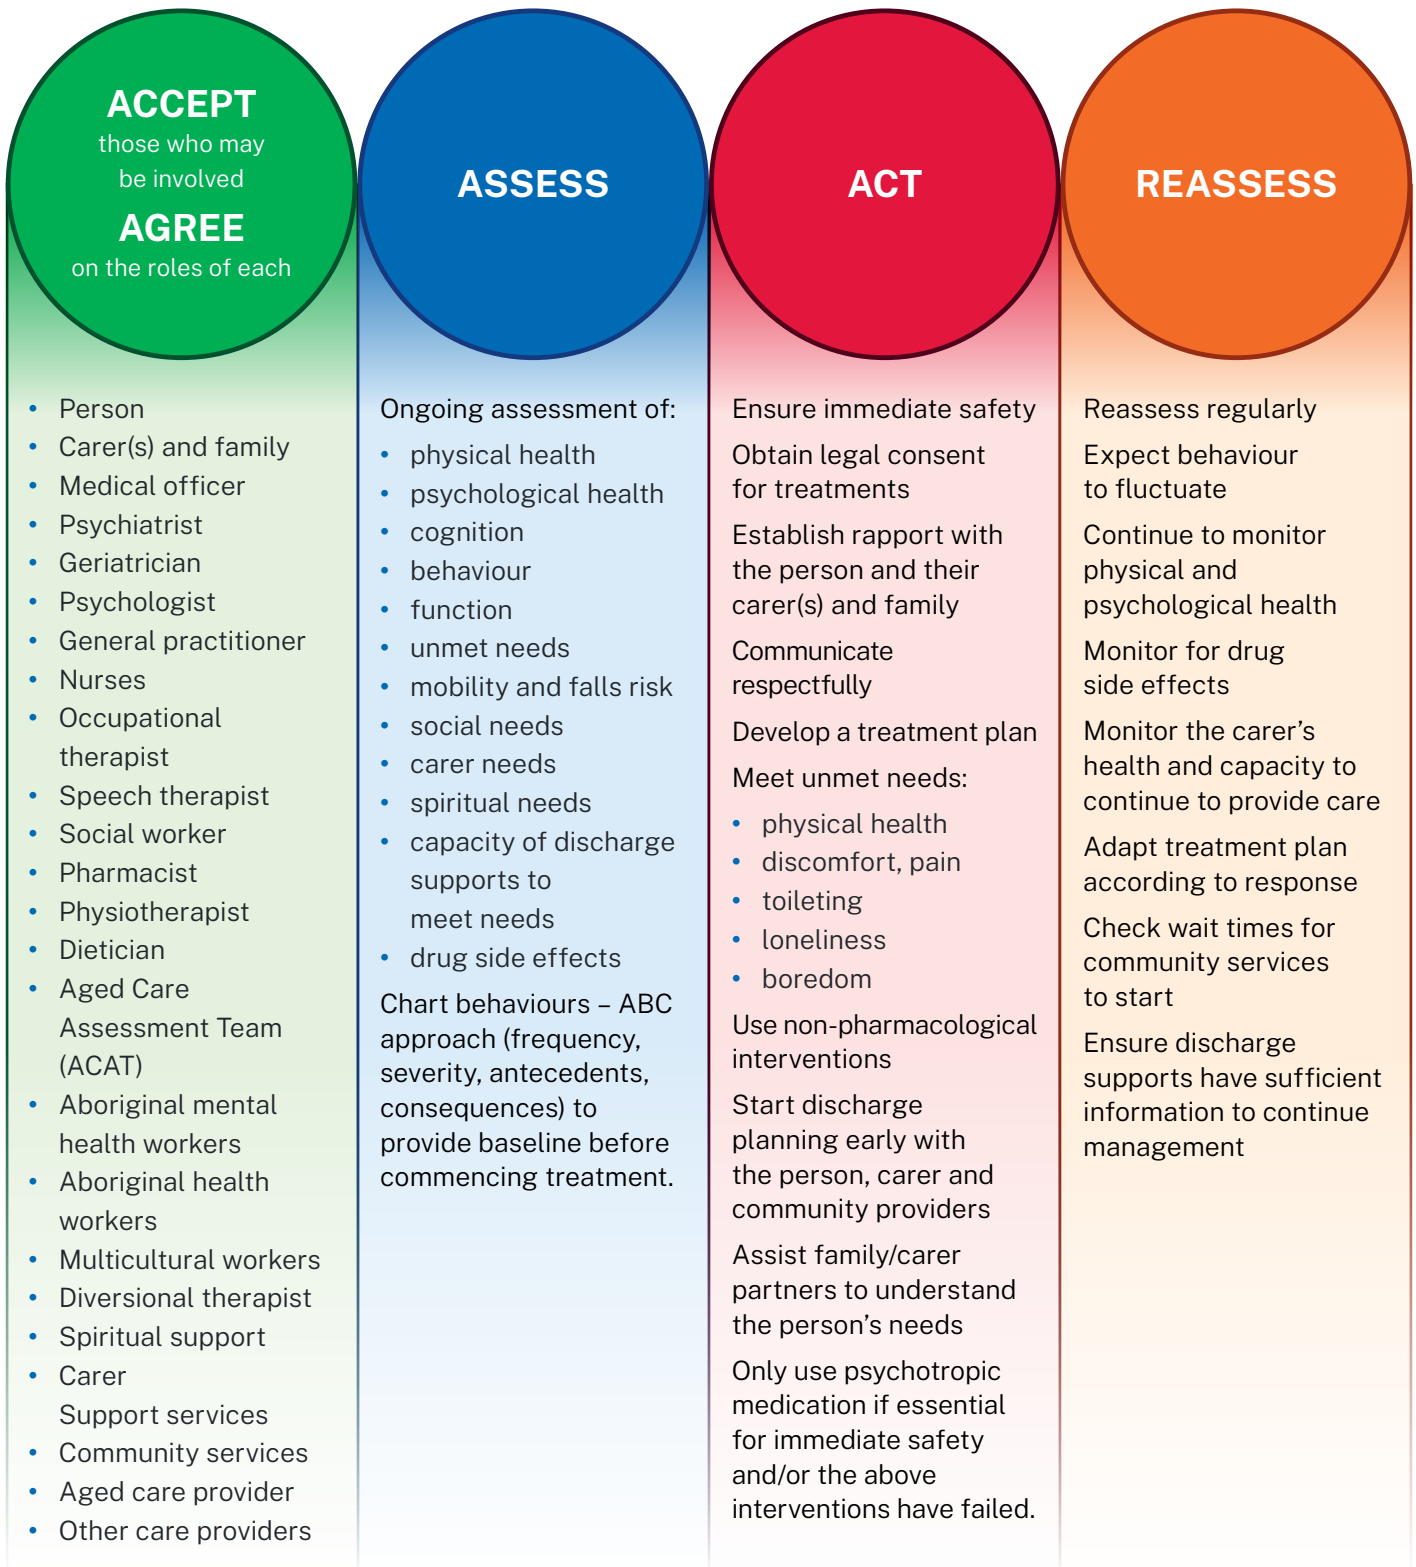 ACCEPT
those who may
be involved
AGREE
on the roles of each
• Person
• Carer(s) and family
• Medical officer
• Psychiatrist
• Geriatrician
• Psychologist
• General practitioner
• Nurses
• Occupational
therapist
• Speech therapist
• Social worker
• Pharmacist
• Physiotherapist
• Dietician
• Aged Care
Assessment Team
(ACAT)
• Aboriginal mental
health workers
• Aboriginal health
workers
• Multicultural workers
• Diversional therapist
• Spiritual support
• Carer
Support services
• Community services
• Aged care provider
• Other care providers
ASSESS
Ongoing assessment of:
• physical health
• psychological health
• cognition
• behaviour
• function
• unmet needs
• mobility and falls risk
• social needs
• carer needs
• spiritual needs
• capacity of discharge
supports to
meet needs
• drug side effects
Chart behaviours – ABC
approach (frequency,
severity, antecedents,
consequences) to
provide baseline before
commencing treatment.
ACT
Ensure immediate safety
Obtain legal consent
for treatments
Establish rapport with
the person and their
carer(s) and family
Communicate
respectfully
Develop a treatment plan
Meet unmet needs:
• physical health
• discomfort, pain
• toileting
• loneliness
• boredom
Use non-pharmacological
interventions
Start discharge
planning early with
the person, carer and
community providers
Assist family/carer
partners to understand
the person’s needs
Only use psychotropic
medication if essential
for immediate safety
and/or the above
interventions have failed.
REASSESS
Reassess regularly
Expect behaviour
to fluctuate
Continue to monitor
physical and
psychological health
Monitor for drug
side effects
Monitor the carer’s
health and capacity to
continue to provide care
Adapt treatment plan
according to response
Check wait times for
community services
to start
Ensure discharge
supports have sufficient
information to continue
management